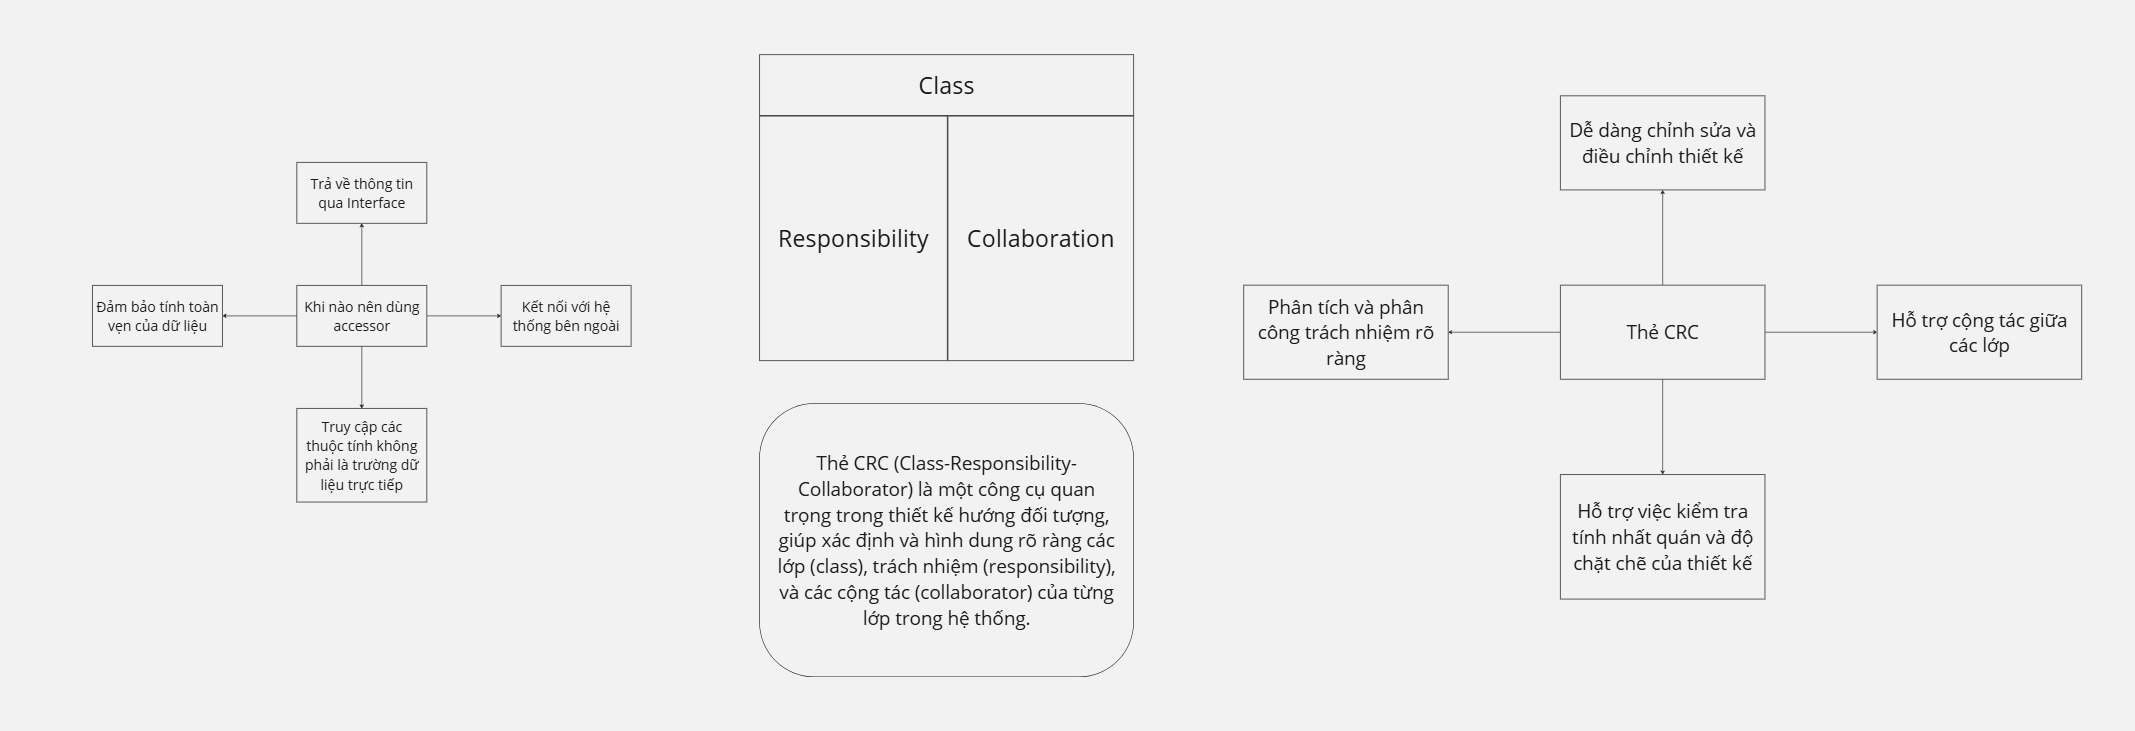 Trả về thông tin
qua Interface
Đảm bảo tính toàn
vẹn của dữ liệu
Khi nào nên dùng
accessor
Kết nối với hệ
thống bên ngoài
Truy cập các
thuộc tính không
phải là trường dữ
liệu trực tiếp
Class
Responsibility
Collaboration
Thẻ CRC (Class-Responsibility-
Collaborator) là một công cụ quan
trọng trong thiết kế hướng đối tượng,
giúp xác định và hình dung rõ ràng các
lớp (class), trách nhiệm (responsibility),
và các cộng tác (collaborator) của từng
lớp trong hệ thống.
Dễ dàng chỉnh sửa và
điều chỉnh thiết kế
Phân tích và phân
công trách nhiệm rõ
ràng
Thẻ CRC
Hỗ trợ cộng tác giữa
các lớp
Hỗ trợ việc kiểm tra
tính nhất quán và độ
chặt chẽ của thiết kế